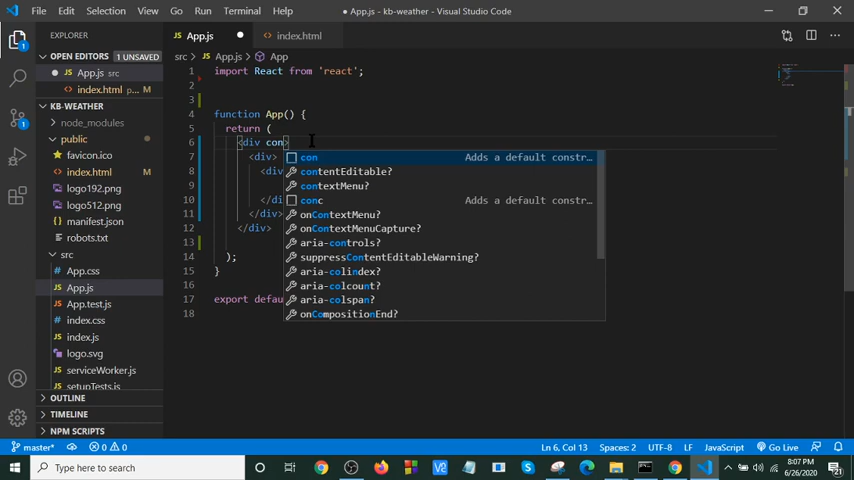 File Edit Selection View Go Run Terminal Help App.js - kb-weather - Visual Studio Code
EXPLORER
OPEN EDITORS 1 UNSAVED
App.js src
index.html p... M
KB-WEATHER
node_modules
public
favicon.ico
index.html M
logo192.png
logo512.png
manifest.json
robots.txt
src
App.css
App.js
App.test.js
index.css
index.js
logo.svg
serviceWorker.js
setupTests.js
OUTLINE
TIMELINE
NPM SCRIPTS
JS App.js index.html
src > JS App.js > App
1 import React from 'react';
2
3
4 function App() {
5 return (
6 <div con>
7 <div>
8 <div
9
10 </di
11 </div>
12 </div>
13
14 );
15 }
16
17 export defau
18
con Adds a default constr...
contentEditable?
contextMenu?
conc Adds a default constr...
onContextMenu?
onContextMenuCapture?
aria-controls?
suppressContentEditableWarning?
aria-colindex?
aria-colcount?
aria-colspan?
onCompositionEnd?
master* 0 0 Ln 6, Col 13 Spaces: 2 UTF-8 LF JavaScript Go Live
Type here to search
8:07 PM
6/26/2020
21